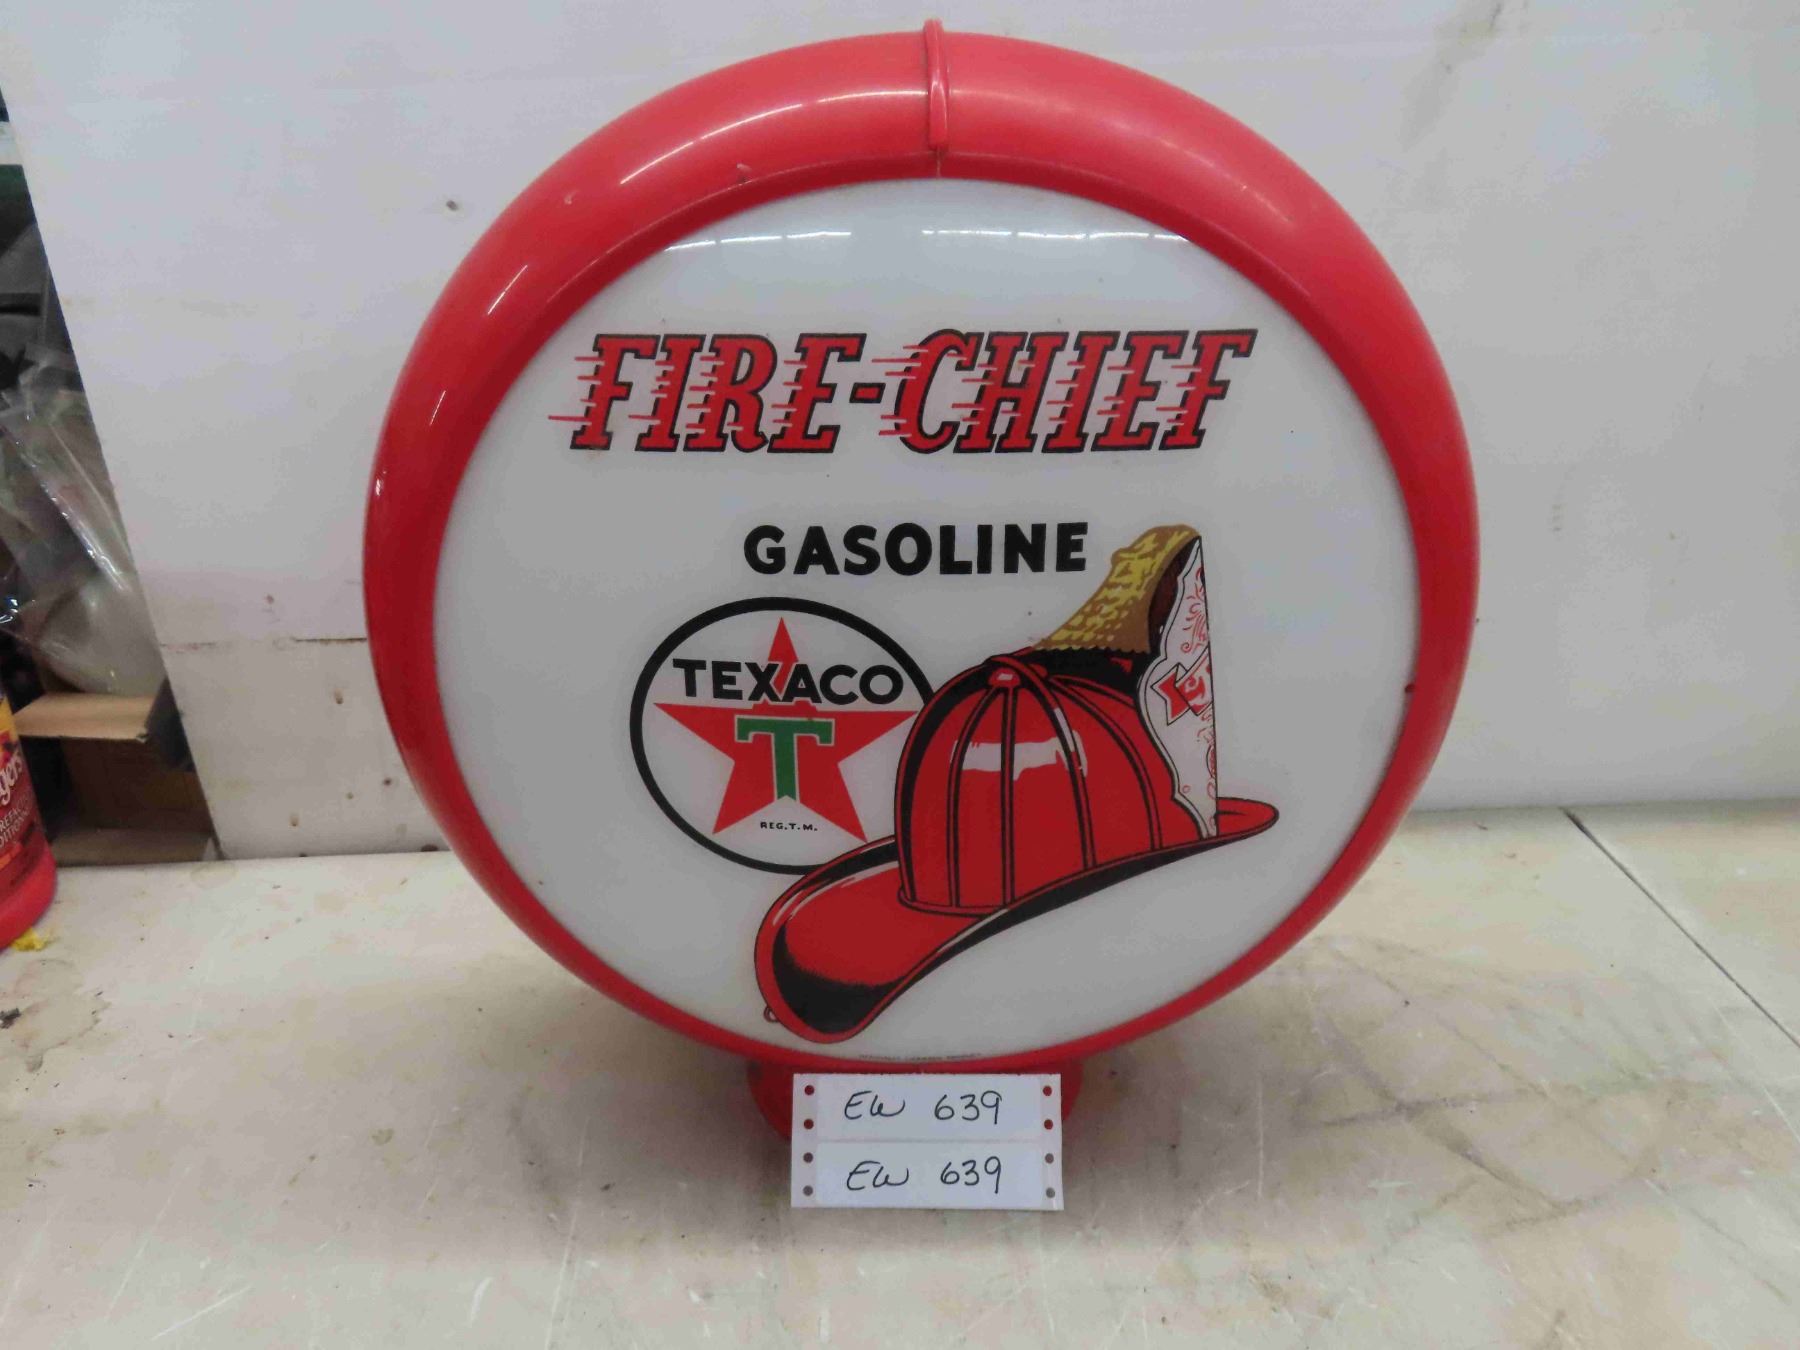 FIRE-CHIEF
GASOLINE
TEXACO
T
REG. T. M.
EW 639
EW 639